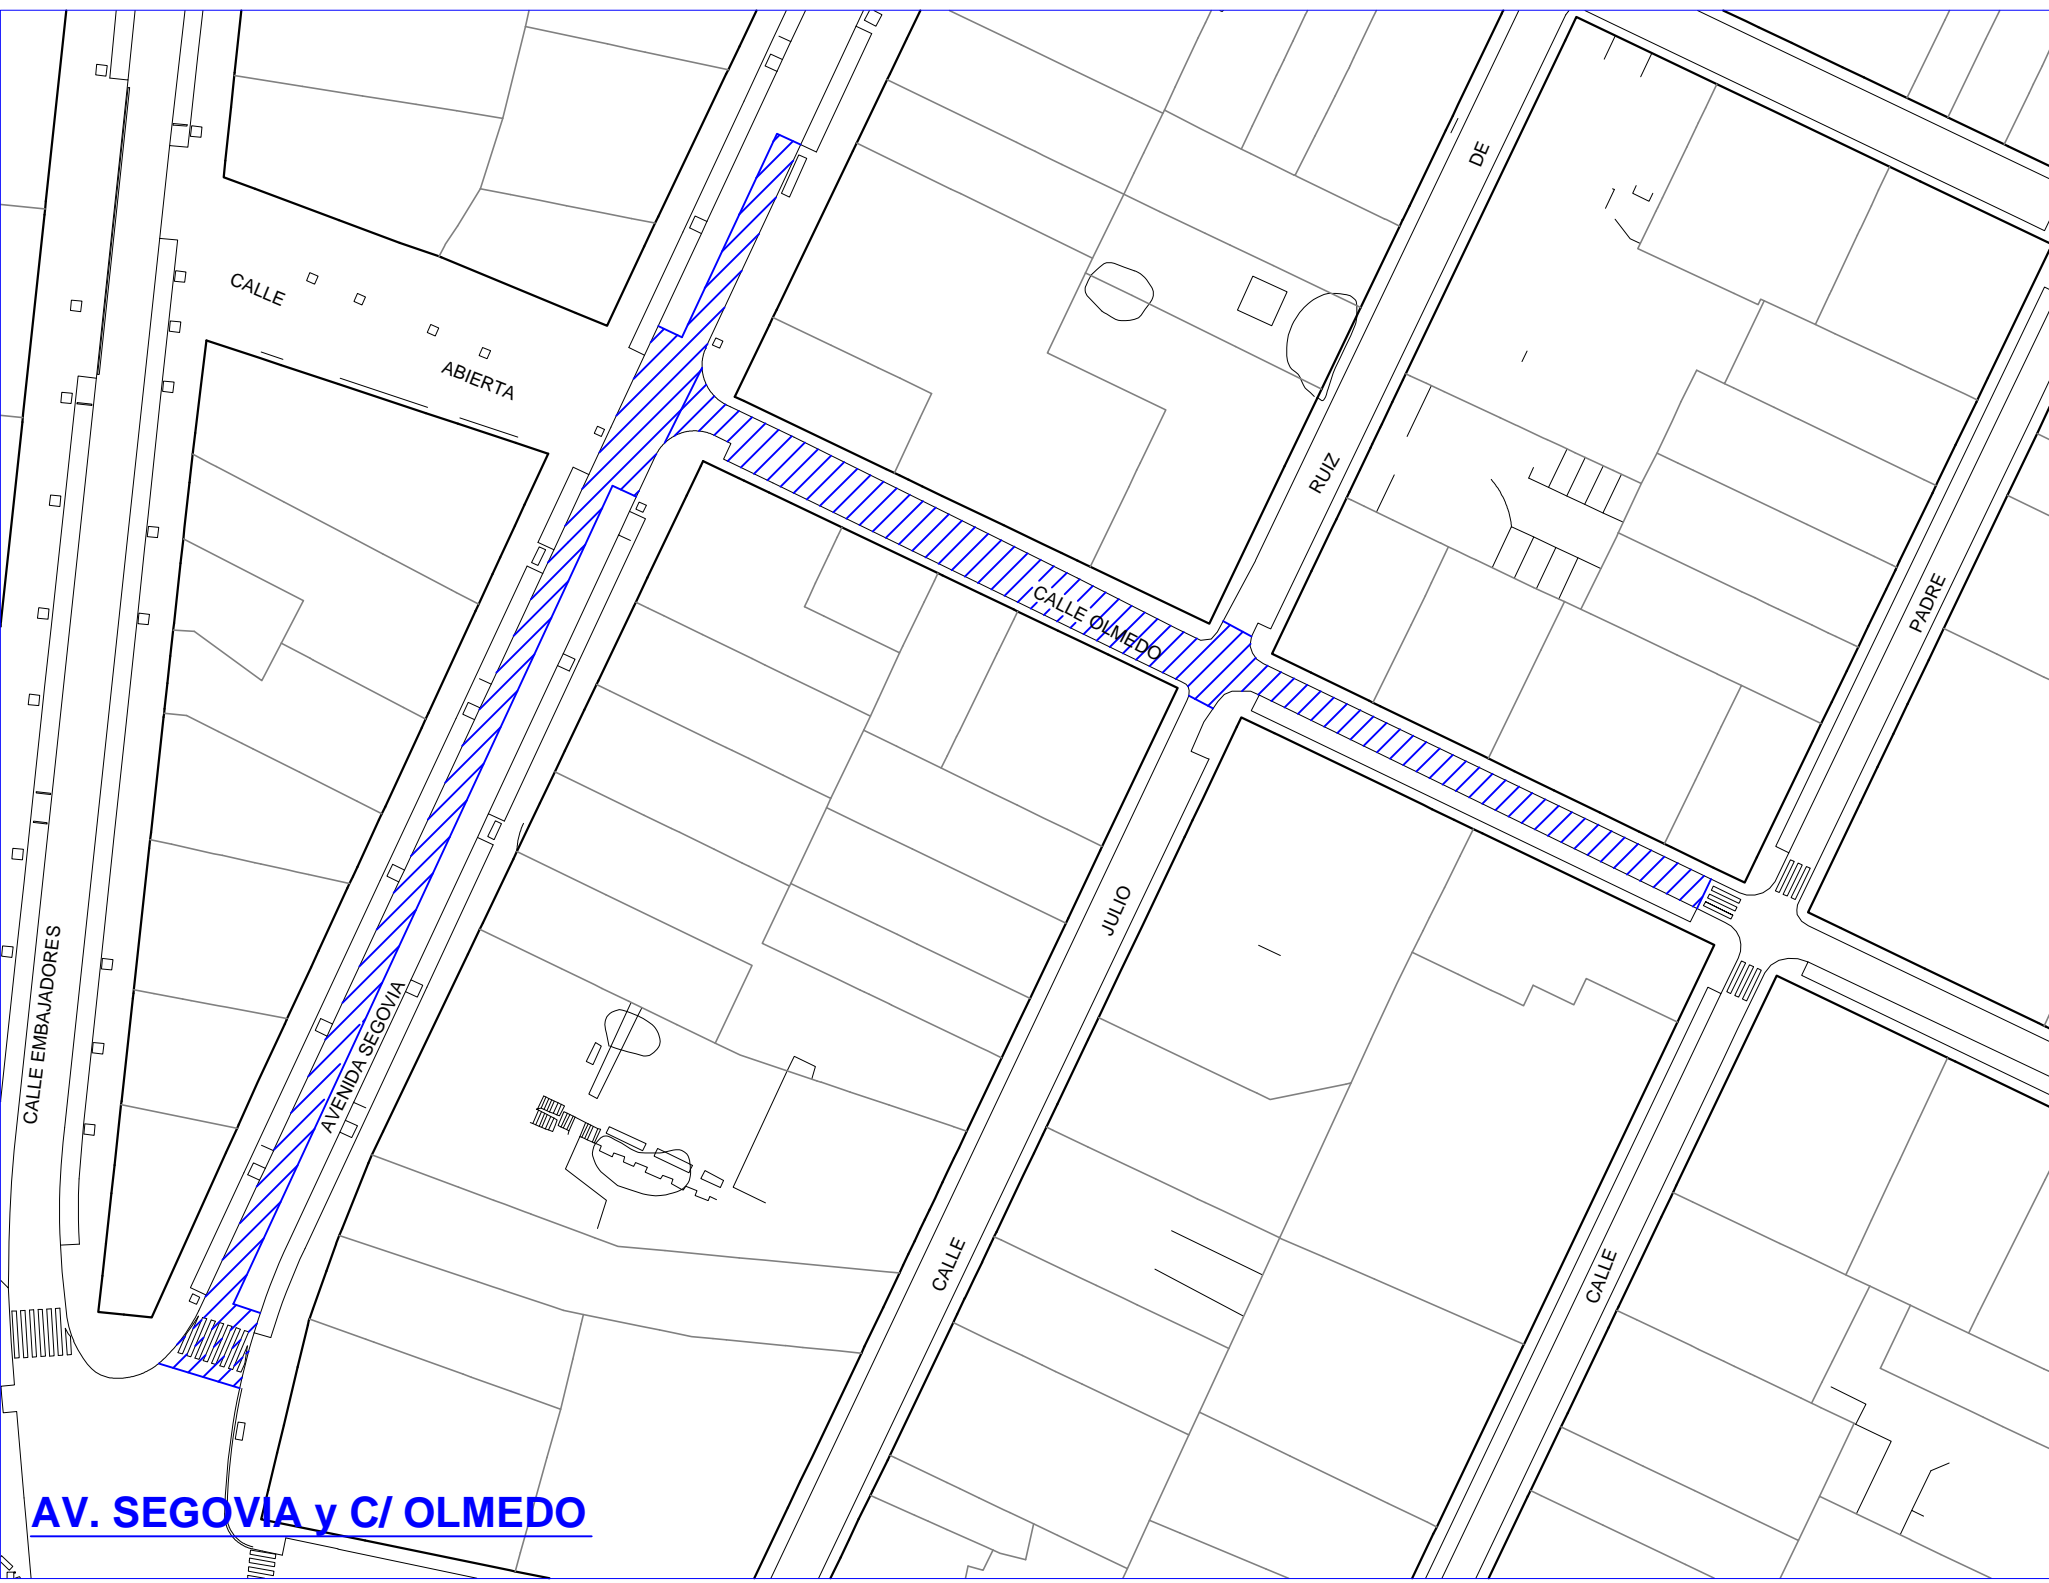 DE
CALLE
ABIERTA
RUIZ
CALLE OLMEDO
PADRE
JULIO
CALLE EMBAJADORES
AVENIDA SEGOVIA
CALLE
CALLE
AV. SEGOVIA y C/ OLMEDO